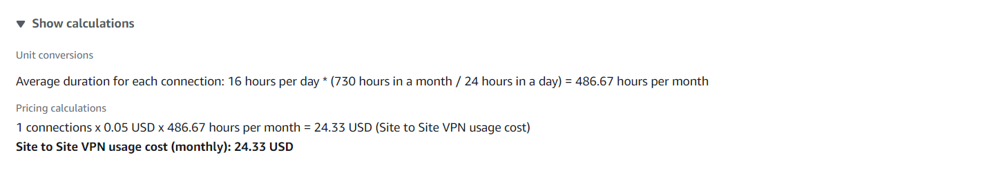 Show calculations
Unit conversions
Average duration for each connection: 16 hours per day * (730 hours in a month / 24 hours in a day) = 486.67 hours per month
Pricing calculations
1 connections x 0.05 USD x 486.67 hours per month = 24.33 USD (Site to Site VPN usage cost)
Site to Site VPN usage cost (monthly): 24.33 USD